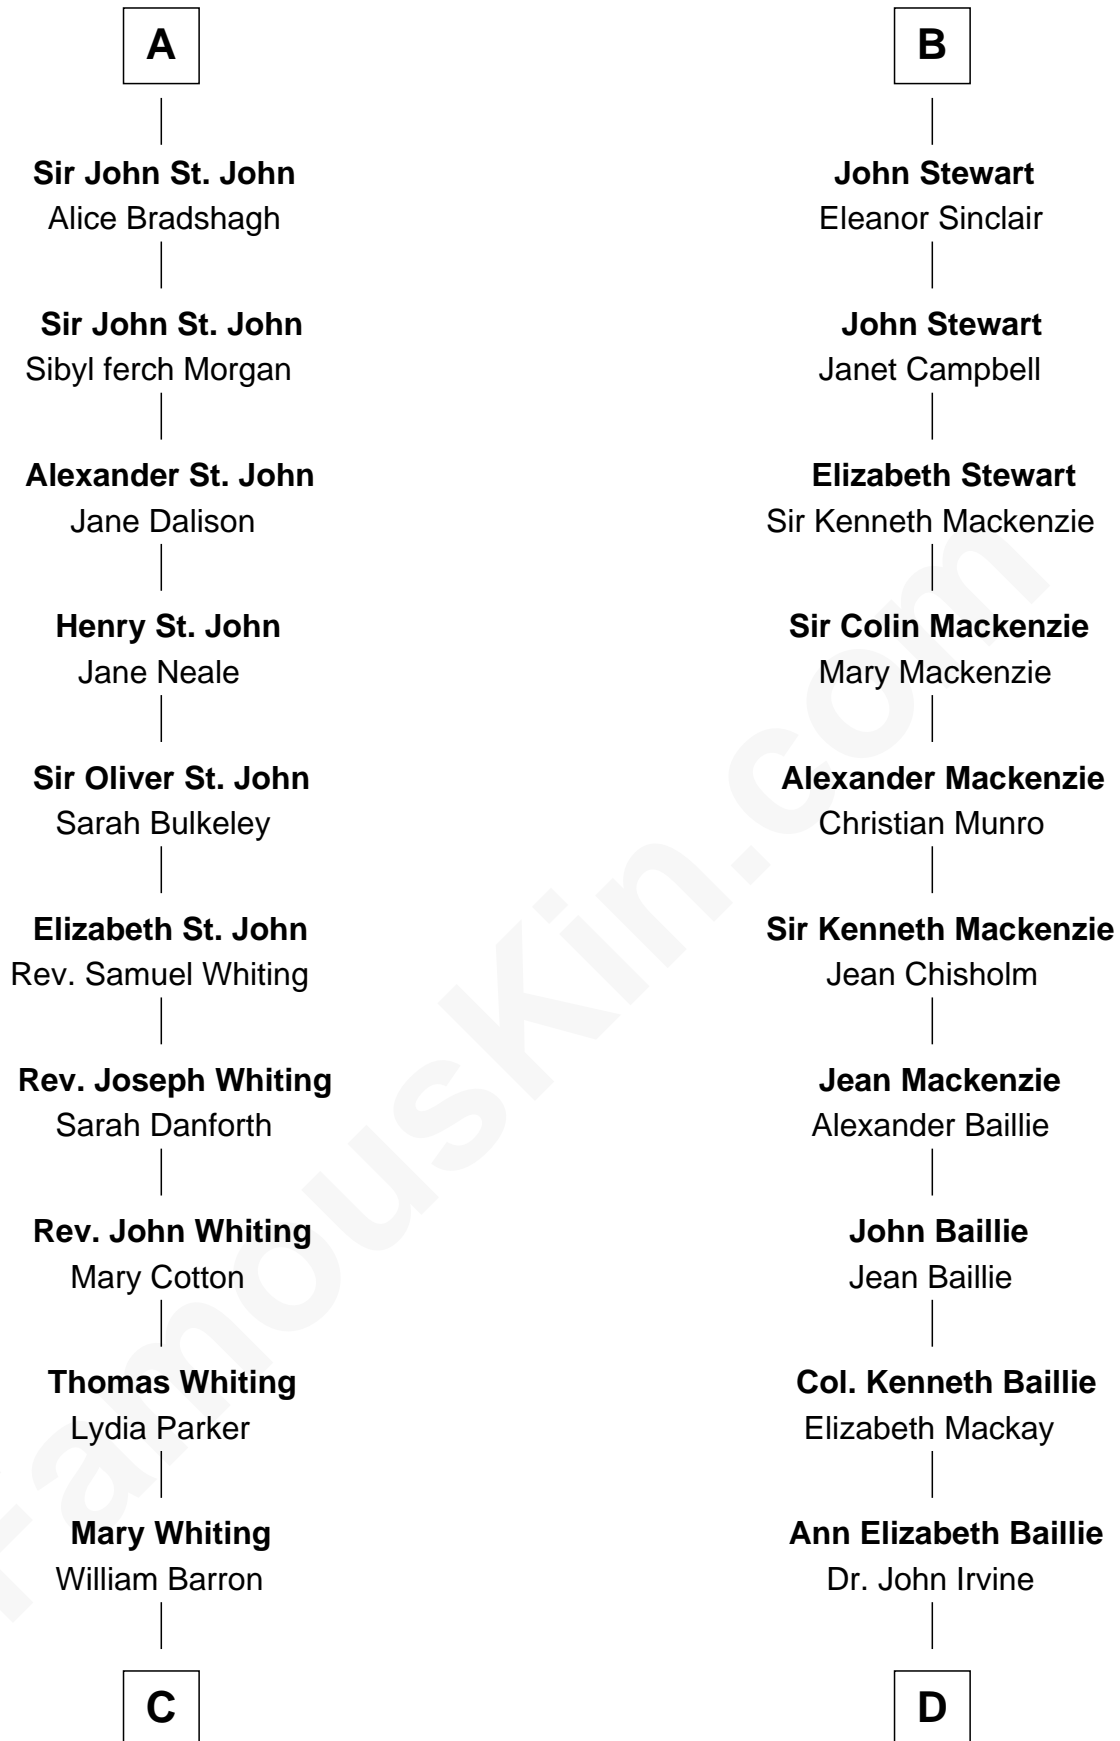 A
Sir John St. John
Alice Bradshagh
Sir John St. John
Sibyl ferch Morgan
Alexander St. John
Jane Dalison
Henry St. John
Jane Neale
Sir Oliver St. John
Sarah Bulkeley
Elizabeth St. John
Rev. Samuel Whiting
Rev. Joseph Whiting
Sarah Danforth
Rev. John Whiting
Mary Cotton
Thomas Whiting
Lydia Parker
Mary Whiting
William Barron
C
B
John Stewart
Eleanor Sinclair
John Stewart
Janet Campbell
Elizabeth Stewart
Sir Kenneth Mackenzie
Sir Colin Mackenzie
Mary Mackenzie
Alexander Mackenzie
Christian Munro
Sir Kenneth Mackenzie
Jean Chisholm
Jean Mackenzie
Alexander Baillie
John Baillie
Jean Baillie
Col. Kenneth Baillie
Elizabeth Mackay
Ann Elizabeth Baillie
Dr. John Irvine
D
FamousKin.com